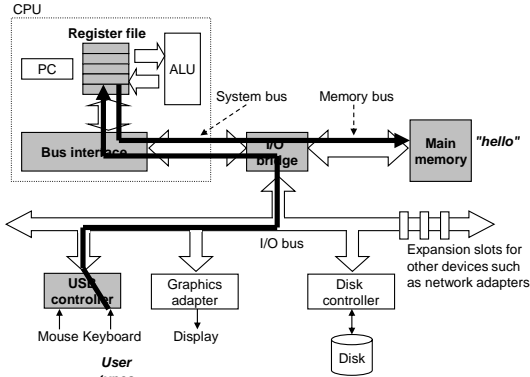 CPU
Register file
PC
ALU
System bus
Memory bus
Bus interface
I/O
bridge
Main
memory
"hello"
I/O bus
Expansion slots for
other devices such
as network adapters
USB
controller
Graphics
adapter
Disk
controller
Mouse Keyboard
Display
User
Disk